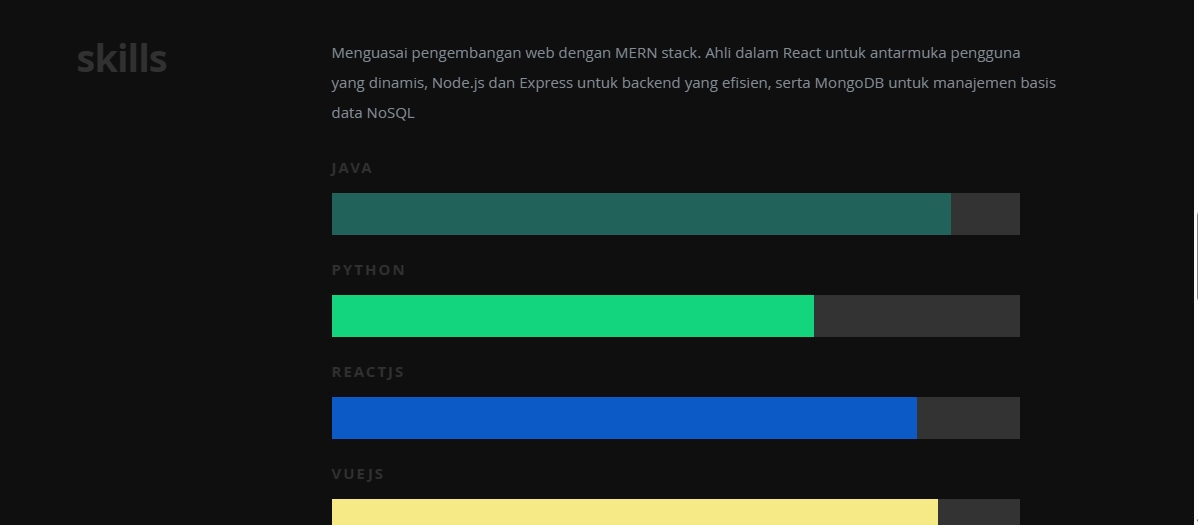 skills
Menguasai pengembangan web dengan MERN stack. Ahli dalam React untuk antarmuka pengguna
yang dinamis, Node.js dan Express untuk backend yang efisien, serta MongoDB untuk manajemen basis
data NoSQL
JAVA
PYTHON
REACTJS
VUEJS